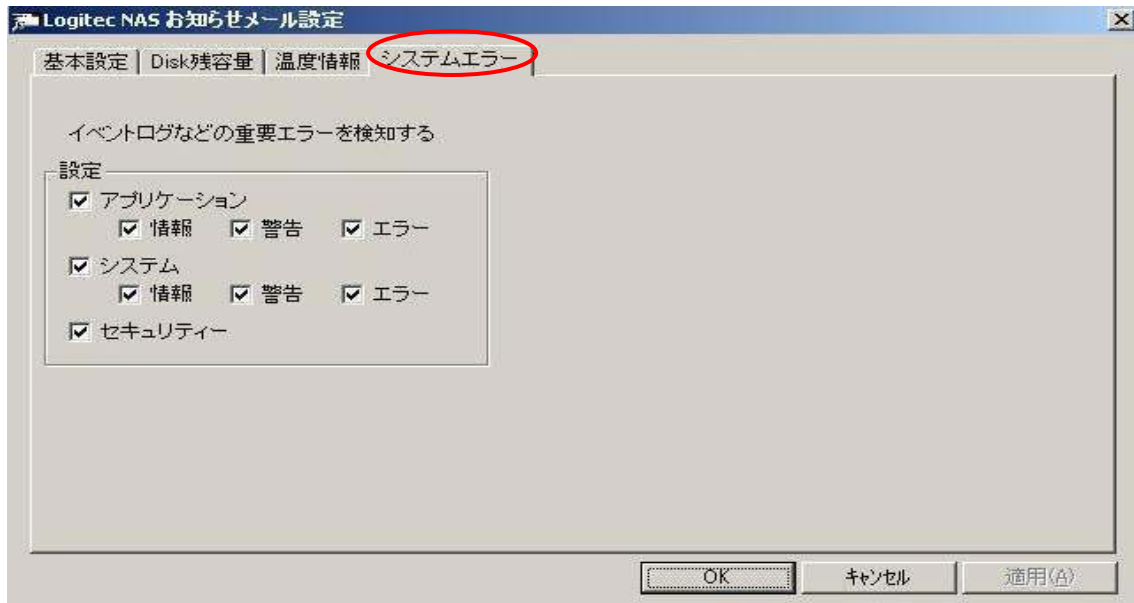 Logitec NAS お知らせメール設定
基本設定 Disk残容量 温度情報 システムエラー
イベントログなどの重要エラーを検知する
設定
アプリケーション
情報 警告 エラー
システム
情報 警告 エラー
セキュリティー
OK キャンセル 適用(A)